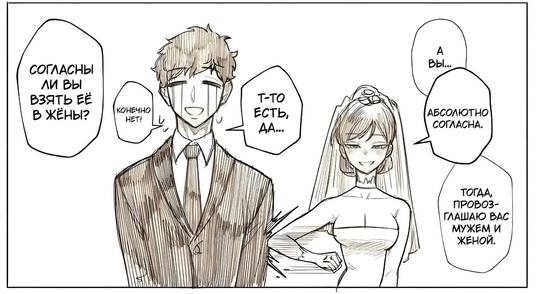 СОГЛАСНЫ
ЛИ ВЫ
ВЗЯТЬ ЕЁ
В ЖЁНЫ?
КОНЕЧНО
НЕТ!
Т-ТО
ЕСТЬ,
ДА...
А
ВЫ...
АБСОЛЮТНО
СОГЛАСНА.
ТОГДА,
ПРОВОЗ-
ГЛАШАЮ ВАС
МУЖЕМ И
ЖЕНОЙ.